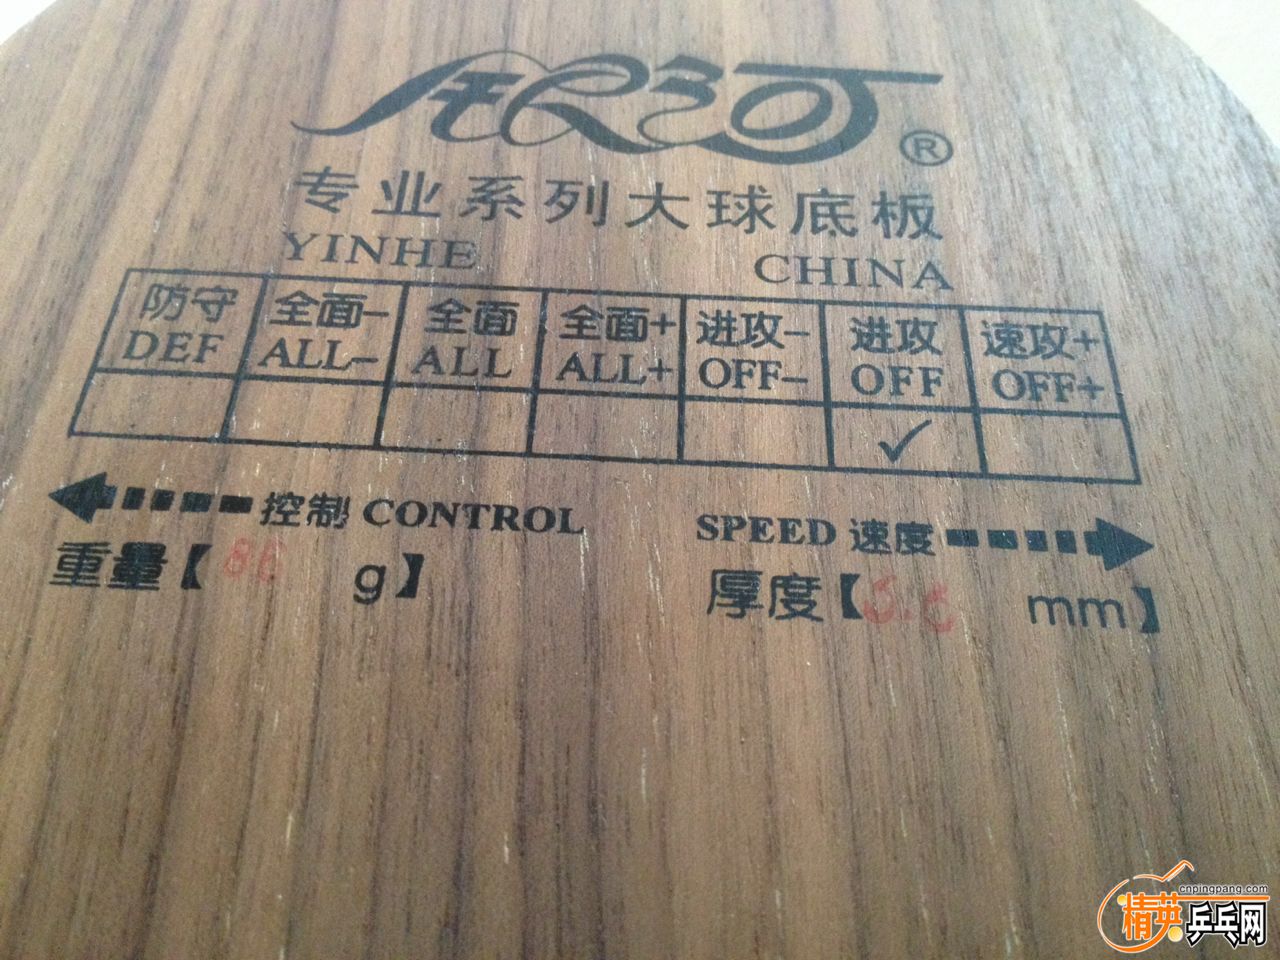 银河®
专业系列大球底板
YINHE CHINA
防守 全面- 全面 全面+ 进攻- 进攻 速攻+
DEF ALL- ALL ALL+ OFF- OFF OFF+
✓
控制 CONTROL SPEED 速度
重量【86 g】 厚度【 mm】
cnpingpang.com
精英乒乓网